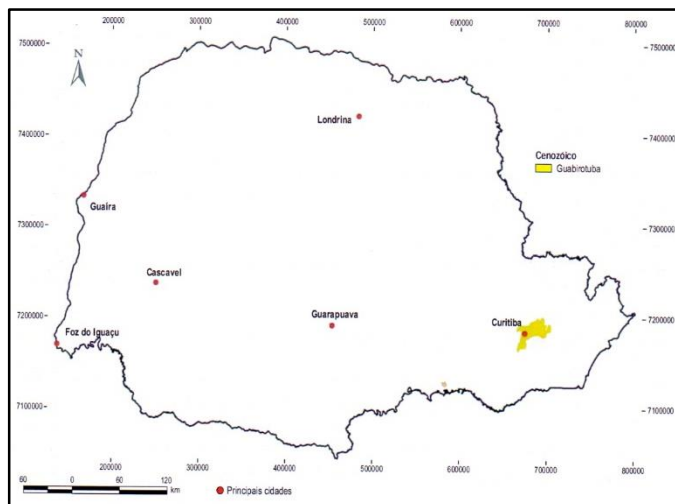 200000
300000
400000
500000
600000
700000
800000
7500000
7500000
N
Londrina
7400000
7400000
Cenozóico
Guabirotuba
Guaira
7300000
7300000
Cascavel
Guarapuava
Curitiba
7200000
7200000
Foz do Iguaçu
7100000
7100000
200000
300000
400000
500000
600000
700000
800000
60
0
60
120
km
Principais cidades